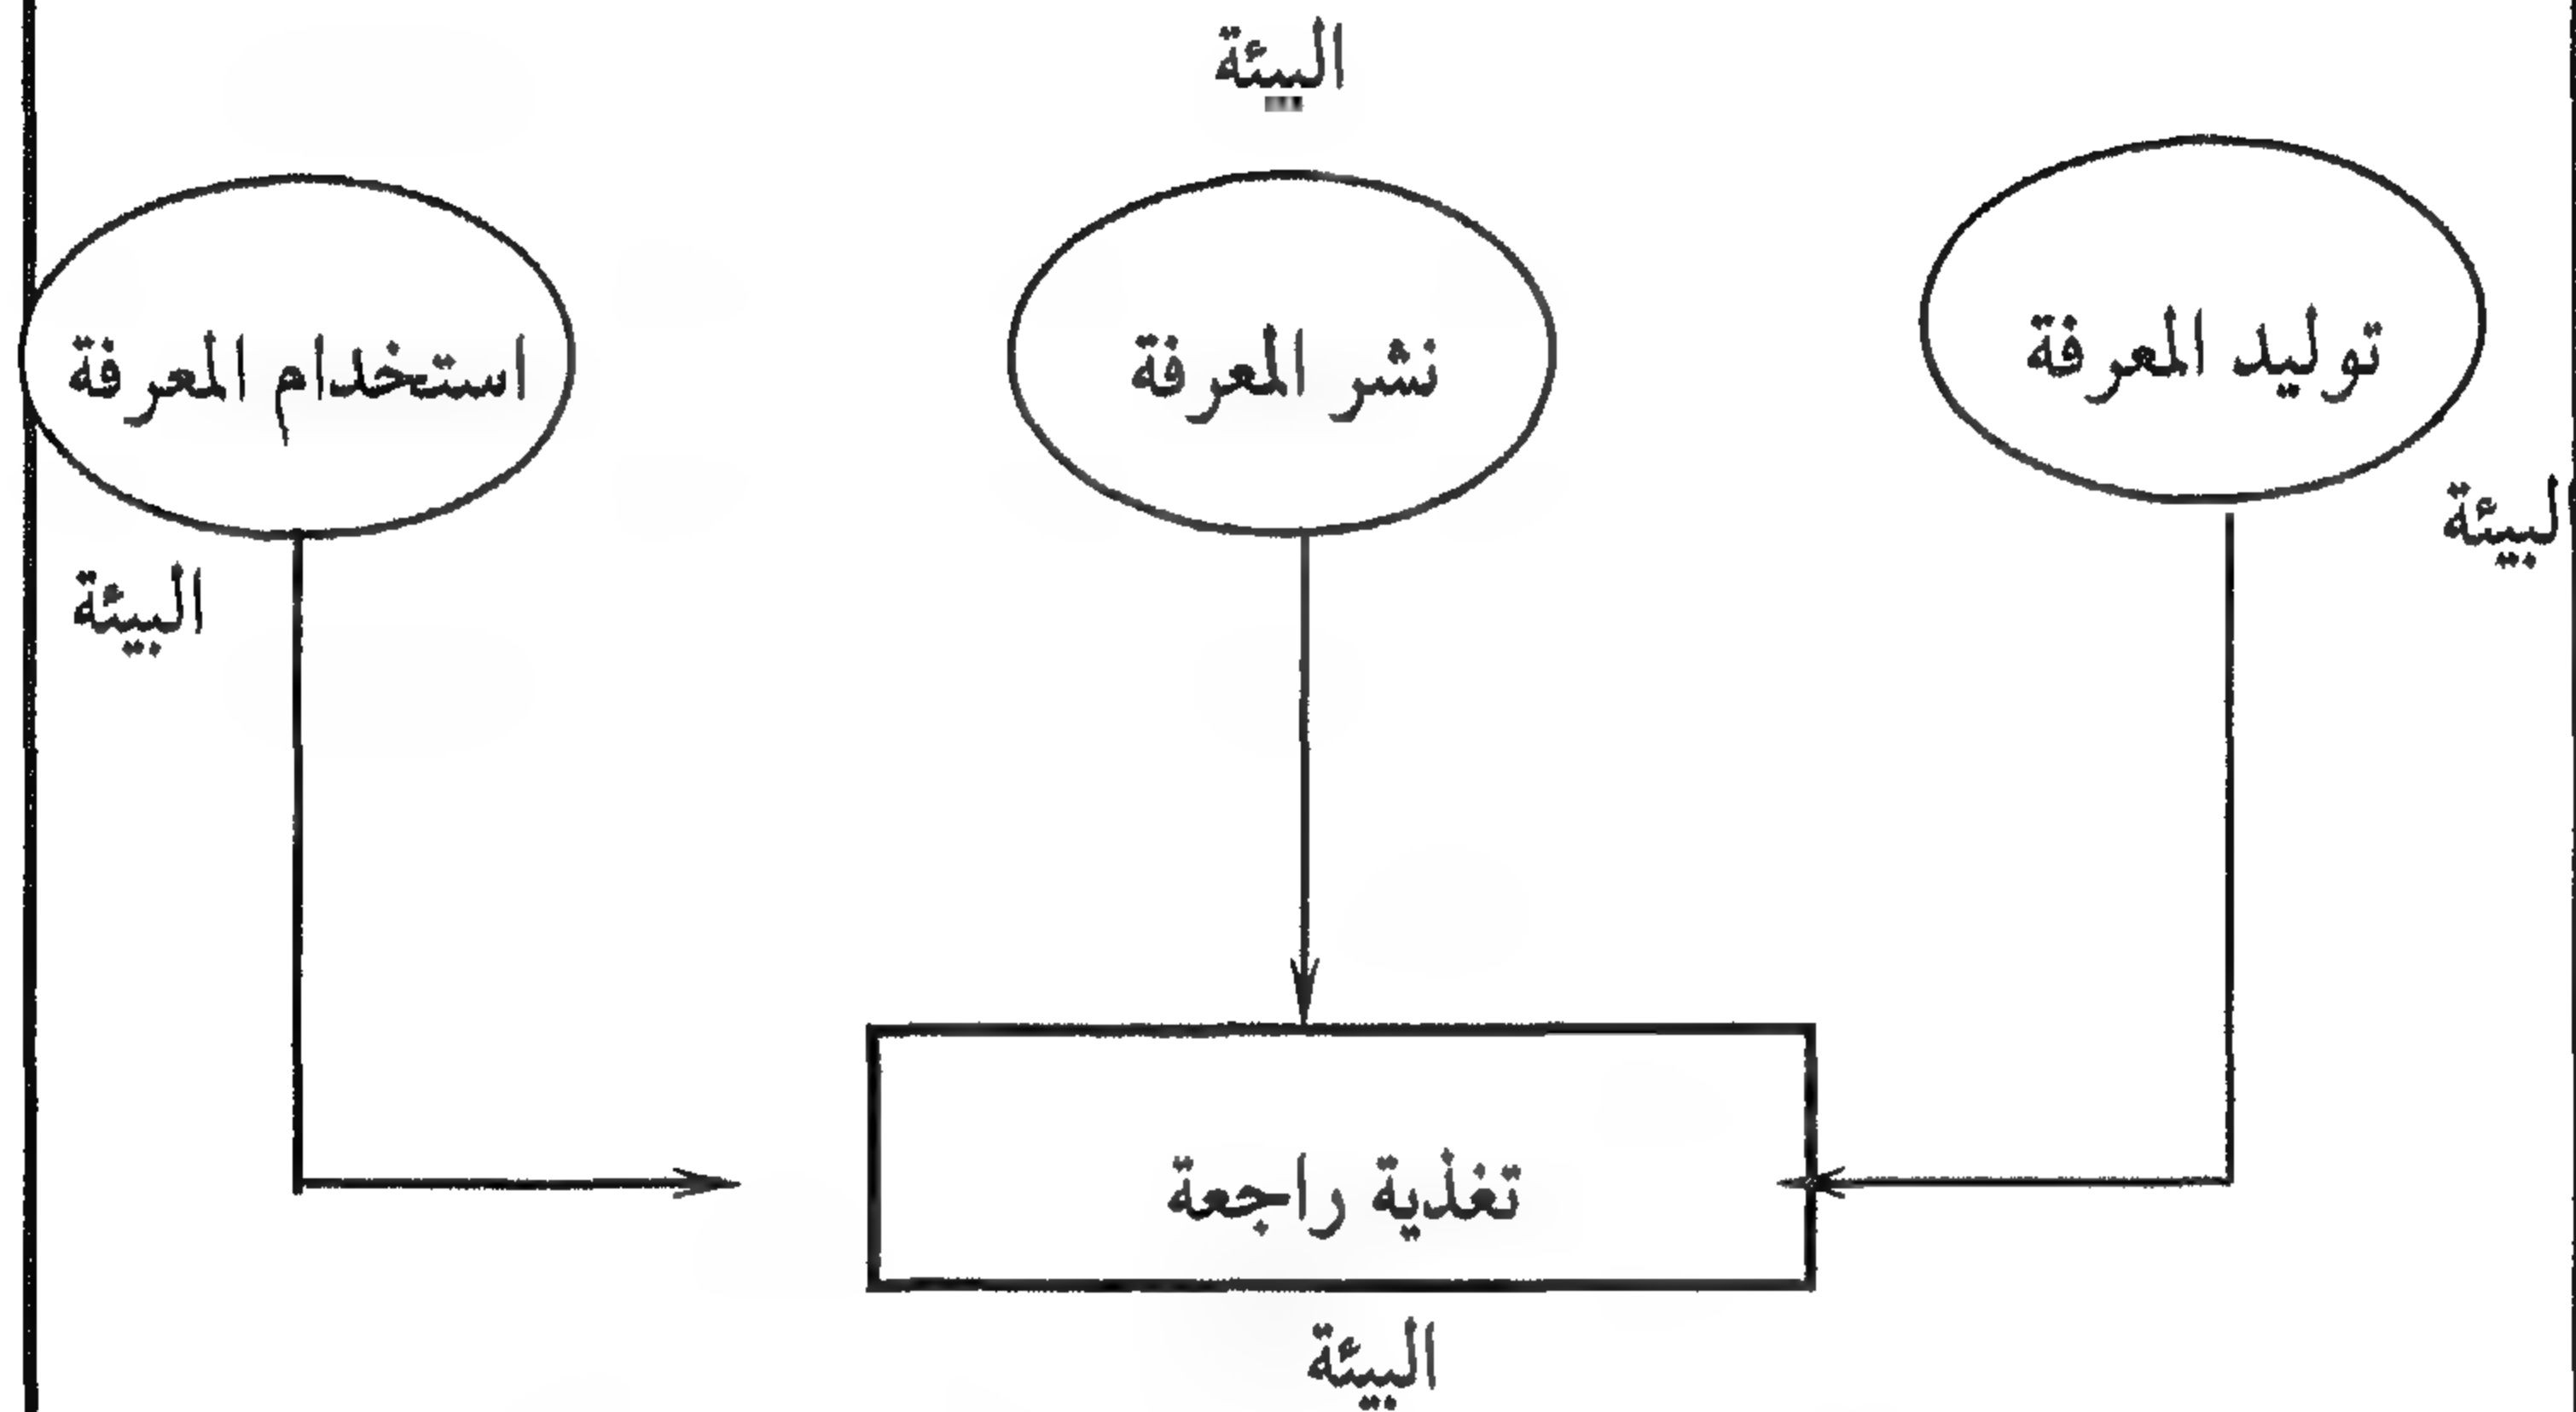 البيئة
توليد المعرفة
نشر المعرفة
استخدام المعرفة
البيئة
البيئة
تغذية راجعة
البيئة